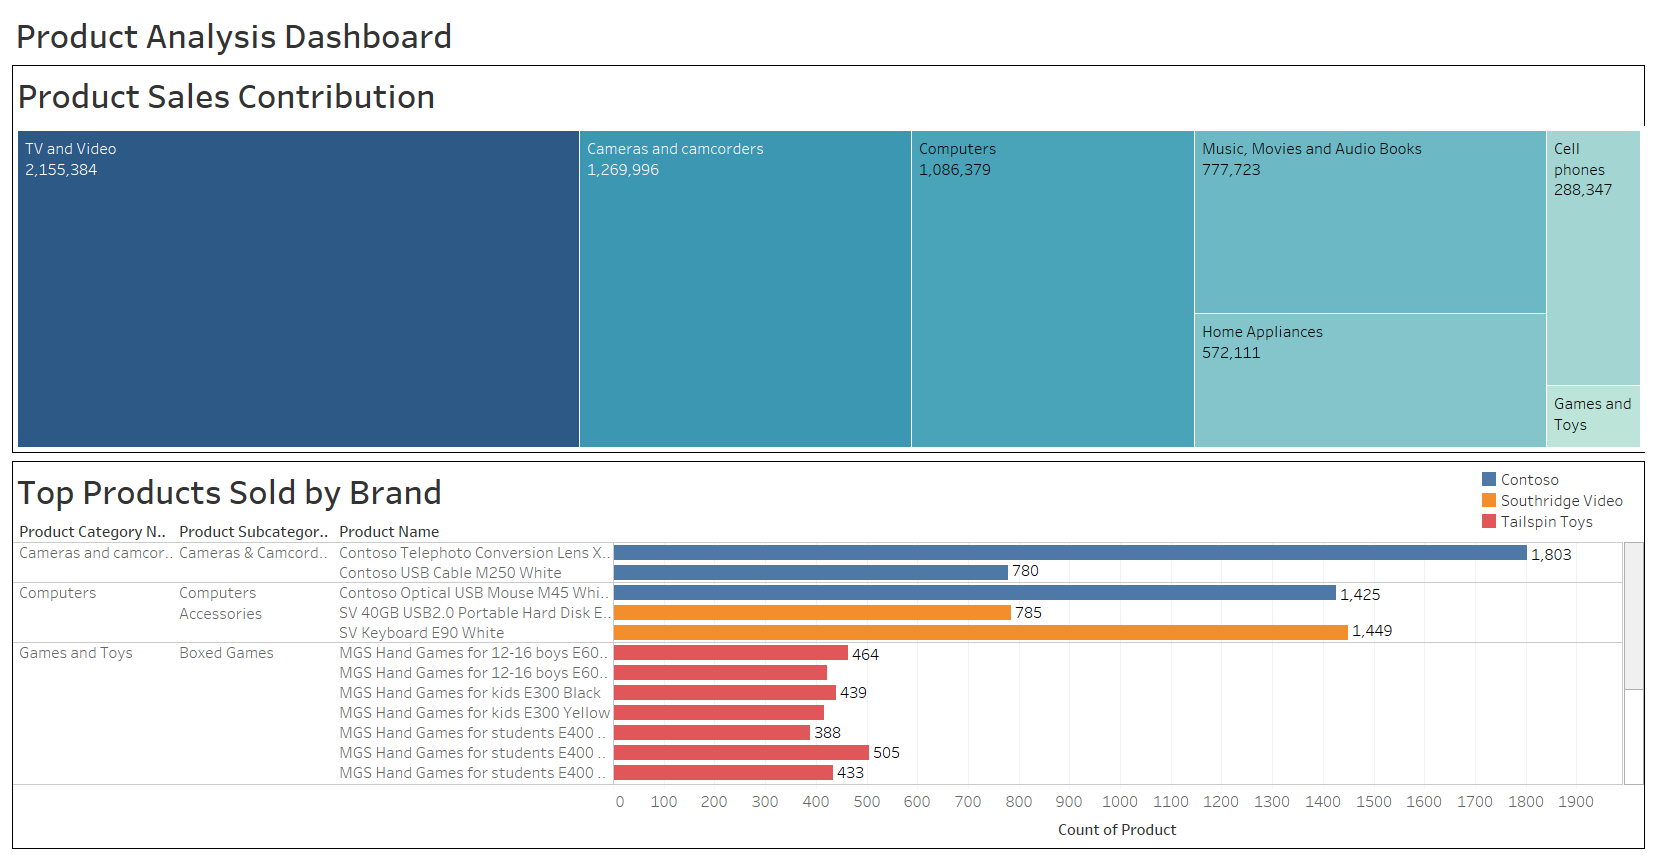 Product Analysis Dashboard
Product Sales Contribution
TV and Video
2,155,384
Cameras and camcorders
1,269,996
Computers
1,086,379
Music, Movies and Audio Books
777,723
Home Appliances
572,111
Cell
phones
288,347
Games and
Toys
Top Products Sold by Brand
Contoso
Southridge Video
Tailspin Toys
Product Category N.. Product Subcategor.. Product Name
Cameras and camcor.. Cameras & Camcord.. Contoso Telephoto Conversion Lens X.. 1,803
Contoso USB Cable M250 White 780
Computers Computers Contoso Optical USB Mouse M45 Whi.. 1,425
Accessories SV 40GB USB2.0 Portable Hard Disk E.. 785
SV Keyboard E90 White 1,449
Games and Toys Boxed Games MGS Hand Games for 12-16 boys E60.. 464
MGS Hand Games for 12-16 boys E60..
MGS Hand Games for kids E300 Black 439
MGS Hand Games for kids E300 Yellow
MGS Hand Games for students E400 .. 388
MGS Hand Games for students E400 .. 505
MGS Hand Games for students E400 .. 433
0 100 200 300 400 500 600 700 800 900 1000 1100 1200 1300 1400 1500 1600 1700 1800 1900
Count of Product